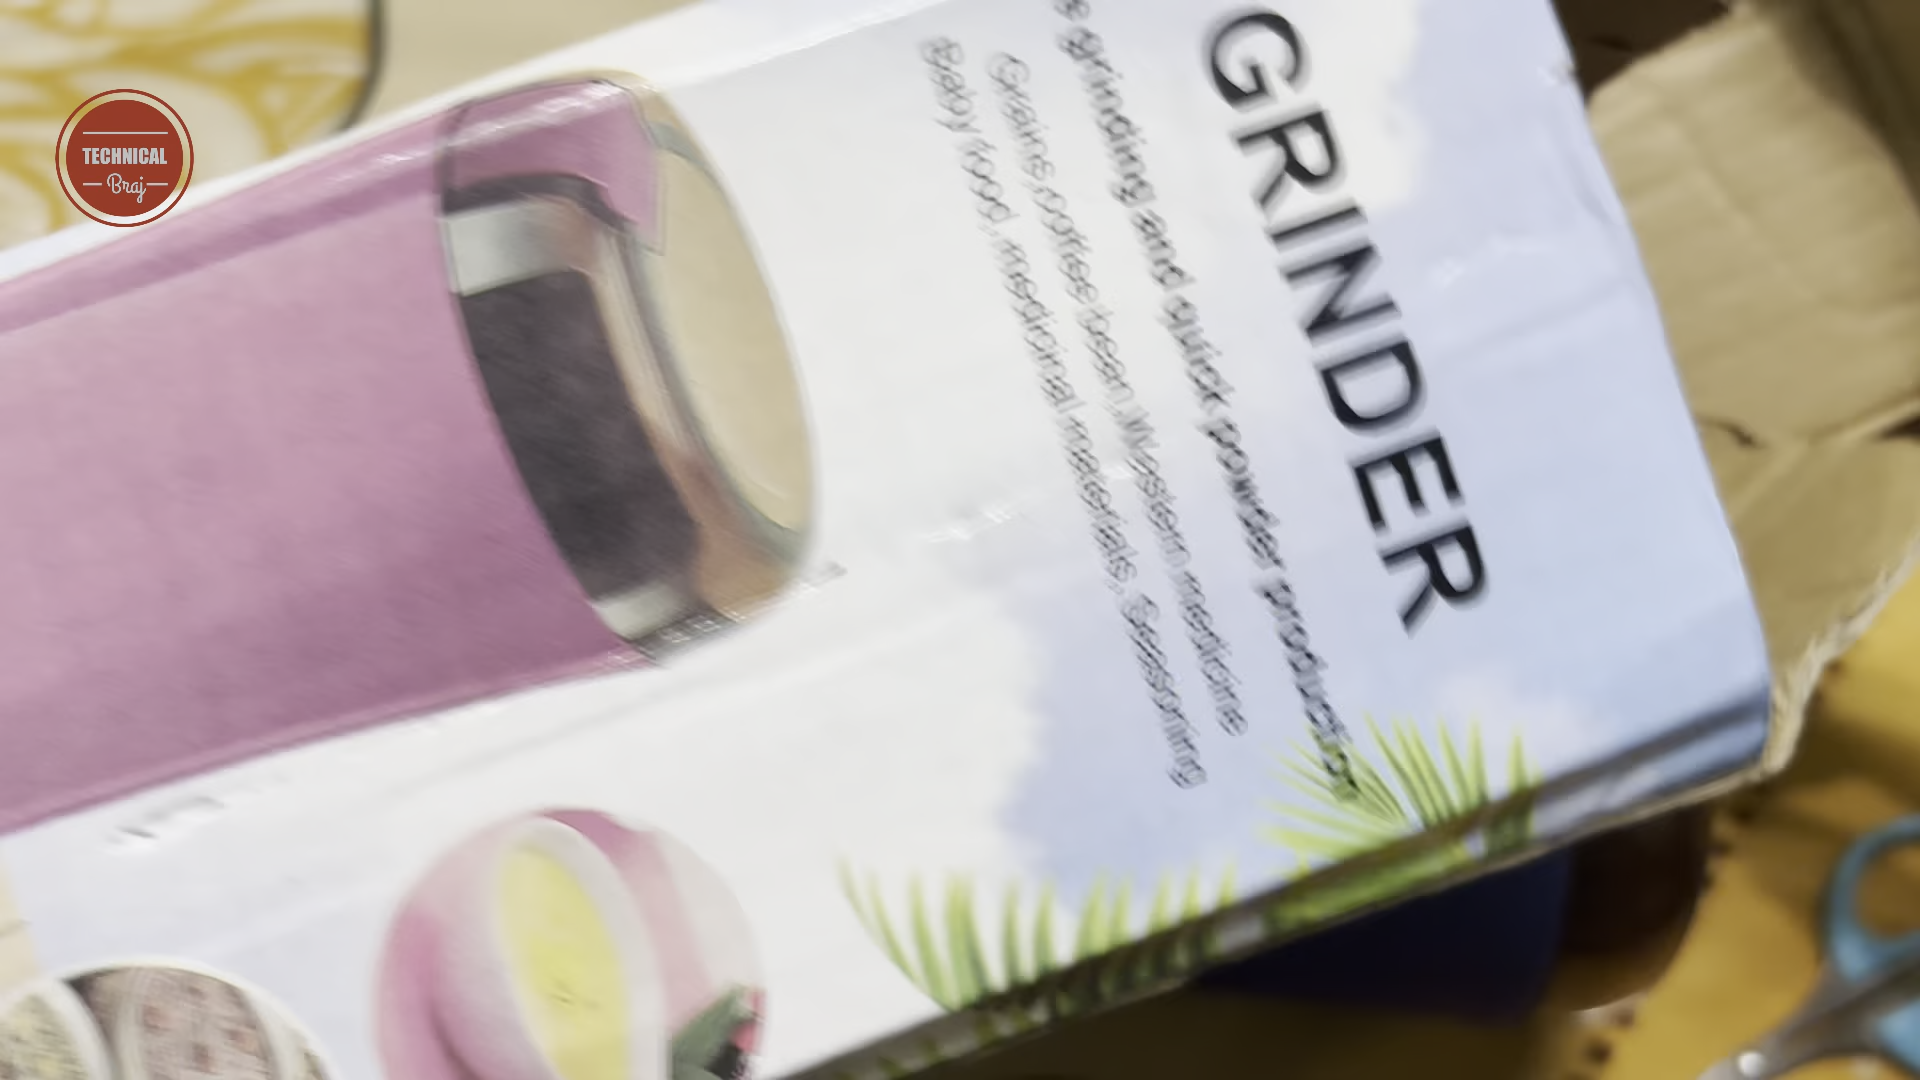 TECHNICAL
Braj
GRINDER
grinding and quick powder production
Grains, coffee bean, Western medicine
Baby food, medicinal materials, Seasoning